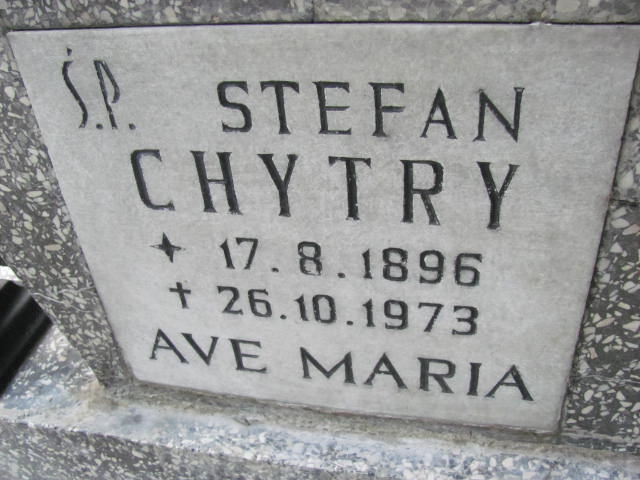 Ś.P. STEFAN
CHYTRY
✦ 17.8.1896
† 26.10.1973
AVE MARIA